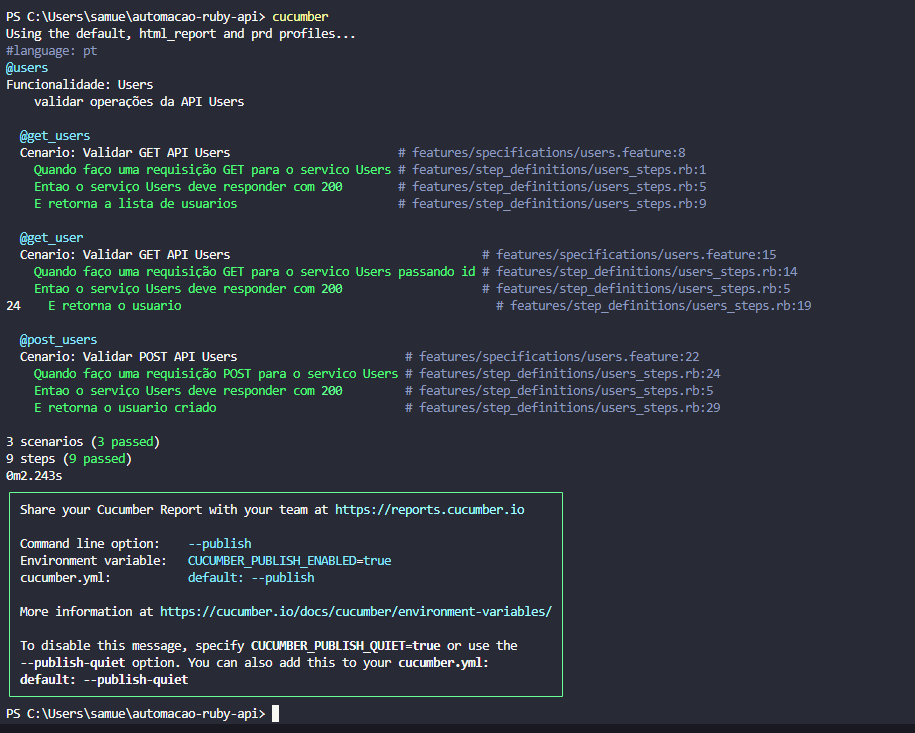 PS C:\Users\samue\automacao-ruby-api> cucumber
Using the default, html_report and prd profiles...
#language: pt
@users
Funcionalidade: Users
    validar operações da API Users

  @get_users
  Cenario: Validar GET API Users                        # features/specifications/users.feature:8
    Quando faço uma requisição GET para o servico Users # features/step_definitions/users_steps.rb:1
    Entao o serviço Users deve responder com 200        # features/step_definitions/users_steps.rb:5
    E retorna a lista de usuarios                       # features/step_definitions/users_steps.rb:9

  @get_user
  Cenario: Validar GET API Users                                    # features/specifications/users.feature:15
    Quando faço uma requisição GET para o servico Users passando id # features/step_definitions/users_steps.rb:14
    Entao o serviço Users deve responder com 200                    # features/step_definitions/users_steps.rb:5
24    E retorna o usuario                                             # features/step_definitions/users_steps.rb:19

  @post_users
  Cenario: Validar POST API Users                        # features/specifications/users.feature:22
    Quando faço uma requisição POST para o servico Users # features/step_definitions/users_steps.rb:24
    Entao o serviço Users deve responder com 200         # features/step_definitions/users_steps.rb:5
    E retorna o usuario criado                           # features/step_definitions/users_steps.rb:29

3 scenarios (3 passed)
9 steps (9 passed)
0m2.243s
Share your Cucumber Report with your team at https://reports.cucumber.io

Command line option:    --publish
Environment variable:   CUCUMBER_PUBLISH_ENABLED=true
cucumber.yml:           default: --publish

More information at https://cucumber.io/docs/cucumber/environment-variables/

To disable this message, specify CUCUMBER_PUBLISH_QUIET=true or use the
--publish-quiet option. You can also add this to your cucumber.yml:
default: --publish-quiet
PS C:\Users\samue\automacao-ruby-api>